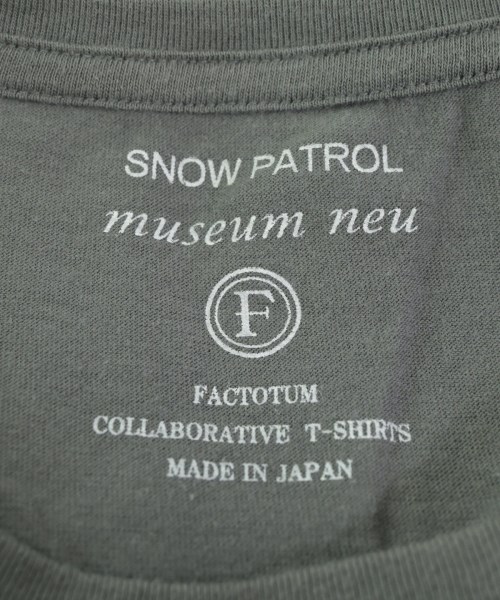 SNOW PATROL
museum neu
F
FACTOTUM
COLLABORATIVE T-SHIRTS
MADE IN JAPAN